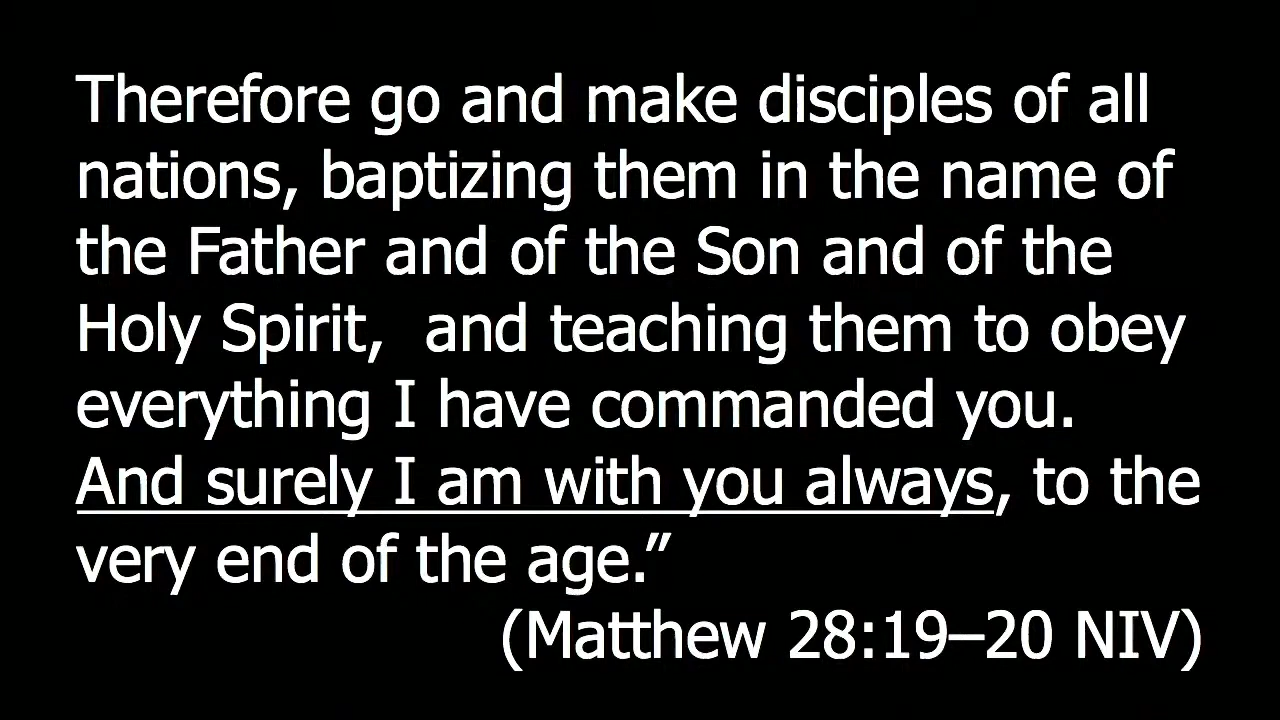 Therefore go and make disciples of all
nations, baptizing them in the name of
the Father and of the Son and of the
Holy Spirit,  and teaching them to obey
everything I have commanded you.
And surely I am with you always, to the
very end of the age.”
(Matthew 28:19–20 NIV)